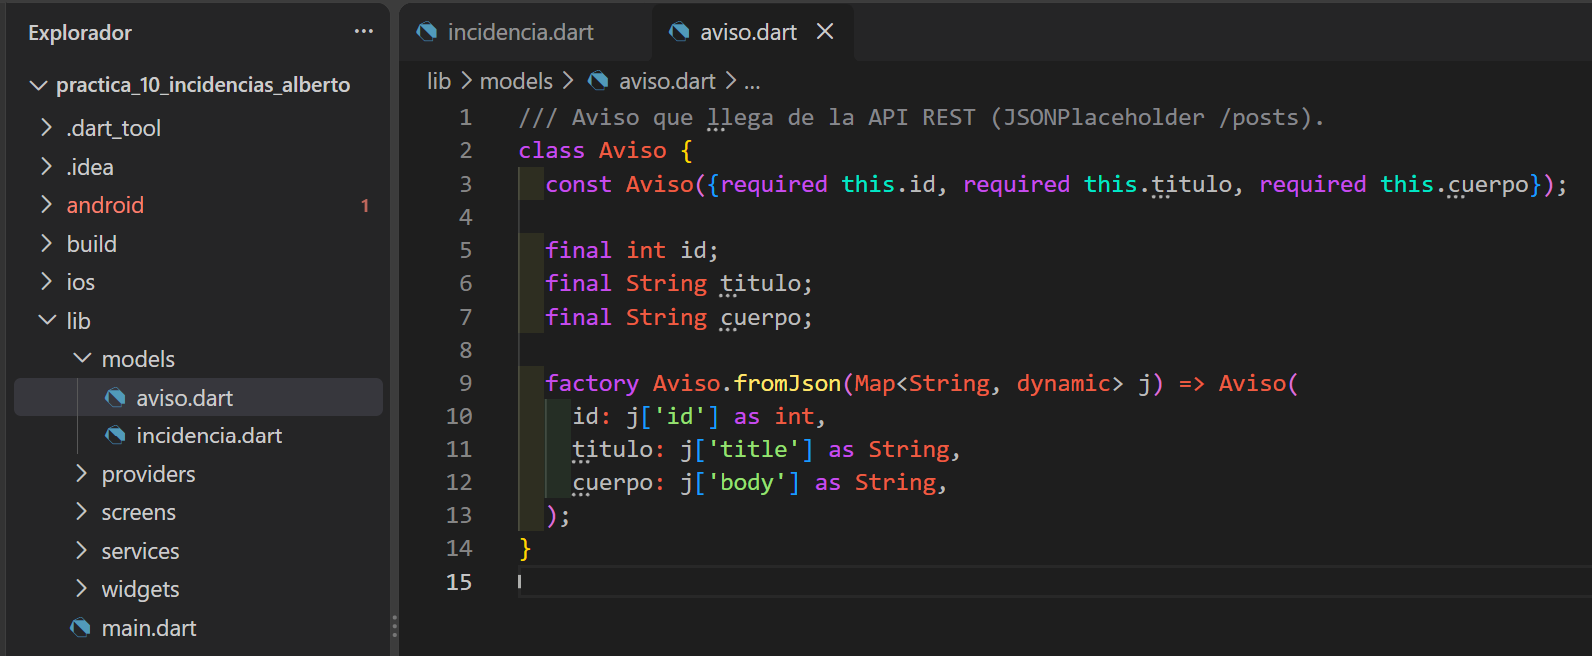 Explorador ...
practica_10_incidencias_alberto
.dart_tool
.idea
android 1
build
ios
lib
models
aviso.dart
incidencia.dart
providers
screens
services
widgets
main.dart
incidencia.dart aviso.dart
lib > models > aviso.dart > ...
1 /// Aviso que llega de la API REST (JSONPlaceholder /posts).
2 class Aviso {
3 const Aviso({required this.id, required this.titulo, required this.cuerpo});
4
5 final int id;
6 final String titulo;
7 final String cuerpo;
8
9 factory Aviso.fromJson(Map<String, dynamic> j) => Aviso(
10 id: j['id'] as int,
11 titulo: j['title'] as String,
12 cuerpo: j['body'] as String,
13 );
14 }
15